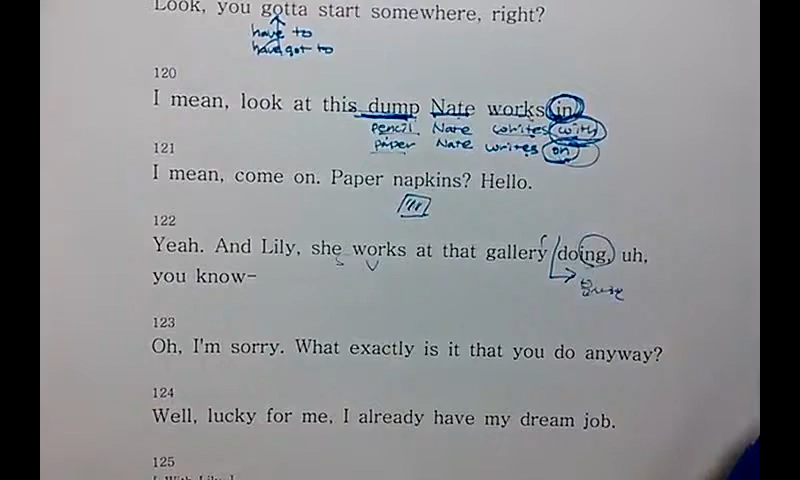 Look, you gotta start somewhere, right?
have to
have got to
120
I mean, look at this dump Nate works in
pencil Nate writes with
paper Nate writes on
121
I mean, come on. Paper napkins? Hello.
122
Yeah. And Lily, she works at that gallery doing, uh,
you know-
123
Oh, I'm sorry. What exactly is it that you do anyway?
124
Well, lucky for me, I already have my dream job.
125